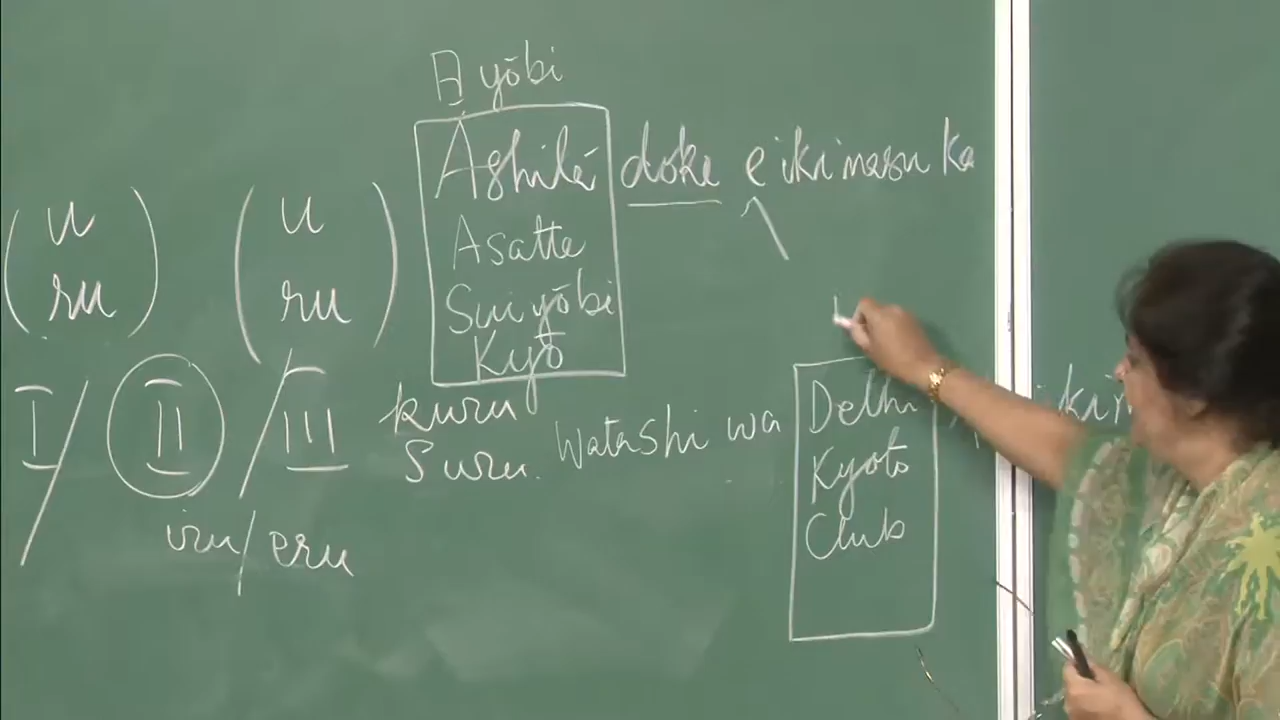 日 yōbi
Ashita doko e ikimasu ka
Asatte
Suiyōbi
Kyō
( u ru ) ( u ru )
I / II / III kuru
suru.
iru/eru
Watashi wa Delhi
Kyoto
Club